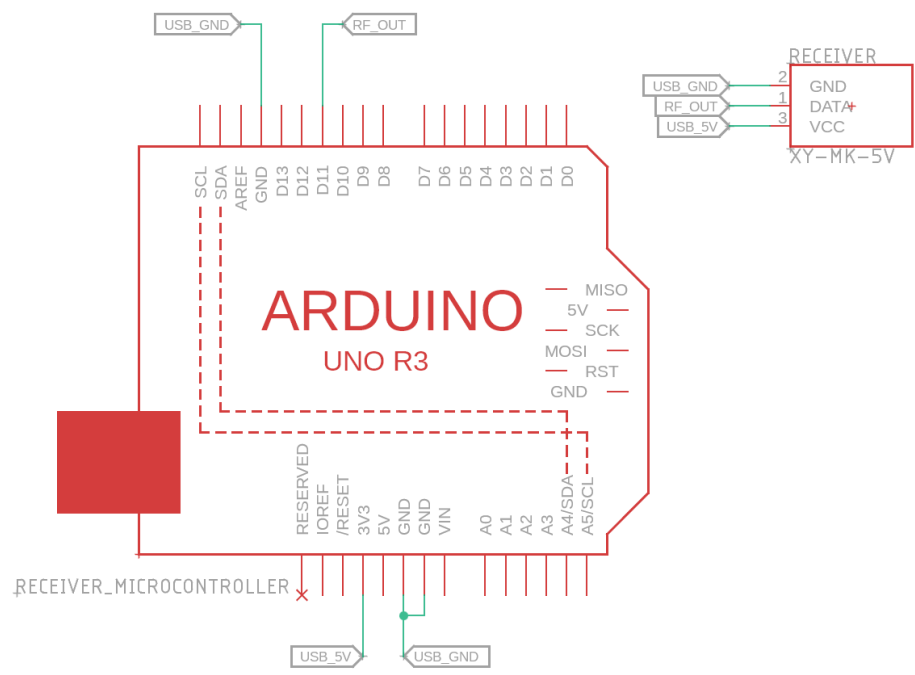 USB_GND
RF_OUT
RECEIVER
USB_GND 2 GND
RF_OUT 1 DATA
USB_5V 3 VCC
XY-MK-5V
SCL SDA AREF GND D13 D12 D11 D10 D9 D8 D7 D6 D5 D4 D3 D2 D1 D0
ARDUINO
UNO R3
MISO
5V
SCK
MOSI
RST
GND
RESERVED IOREF /RESET 3V3 5V GND GND VIN A0 A1 A2 A3 A4/SDA A5/SCL
RECEIVER_MICROCONTROLLER
USB_5V
USB_GND